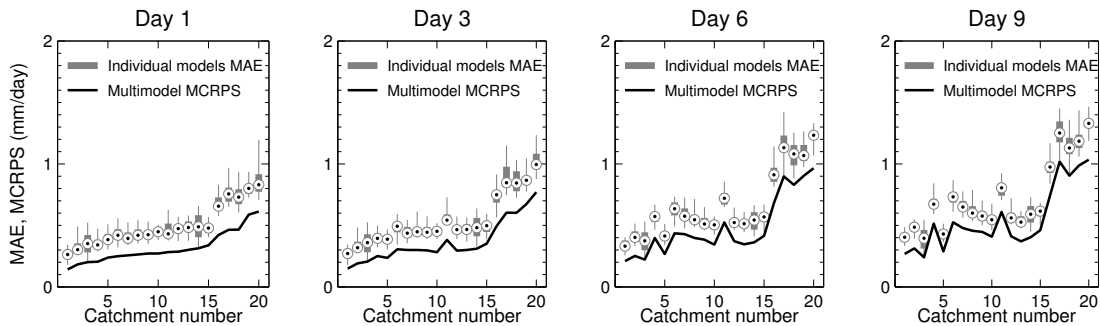 Day 1
Day 3
Day 6
Day 9
MAE, MCRPS (mm/day)
2
1
0
Individual models MAE
Multimodel MCRPS
5 10 15 20
Catchment number
2
1
0
Individual models MAE
Multimodel MCRPS
5 10 15 20
Catchment number
2
1
0
Individual models MAE
Multimodel MCRPS
5 10 15 20
Catchment number
2
1
0
Individual models MAE
Multimodel MCRPS
5 10 15 20
Catchment number